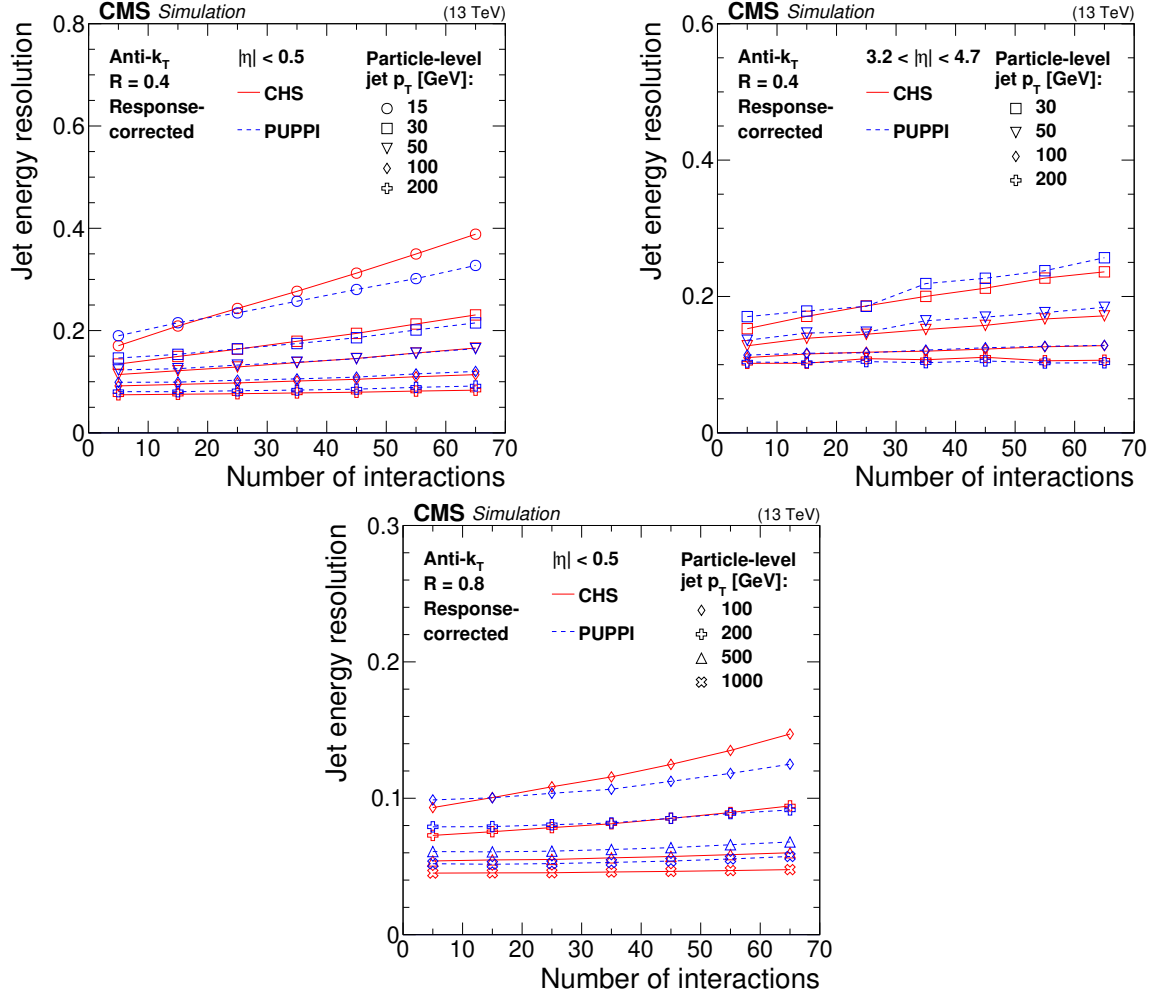 CMS Simulation (13 TeV)
Jet energy resolution
0.8
0.6
0.4
0.2
0
Anti-kT
R = 0.4
Response-
corrected
|η| < 0.5
CHS
PUPPI
Particle-level
jet pT [GeV]:
15
30
50
100
200
0 10 20 30 40 50 60 70
Number of interactions
CMS Simulation (13 TeV)
Jet energy resolution
0.6
0.4
0.2
0
Anti-kT
R = 0.4
Response-
corrected
3.2 < |η| < 4.7
CHS
PUPPI
Particle-level
jet pT [GeV]:
30
50
100
200
0 10 20 30 40 50 60 70
Number of interactions
CMS Simulation (13 TeV)
Jet energy resolution
0.3
0.2
0.1
0
Anti-kT
R = 0.8
Response-
corrected
|η| < 0.5
CHS
PUPPI
Particle-level
jet pT [GeV]:
100
200
500
1000
0 10 20 30 40 50 60 70
Number of interactions